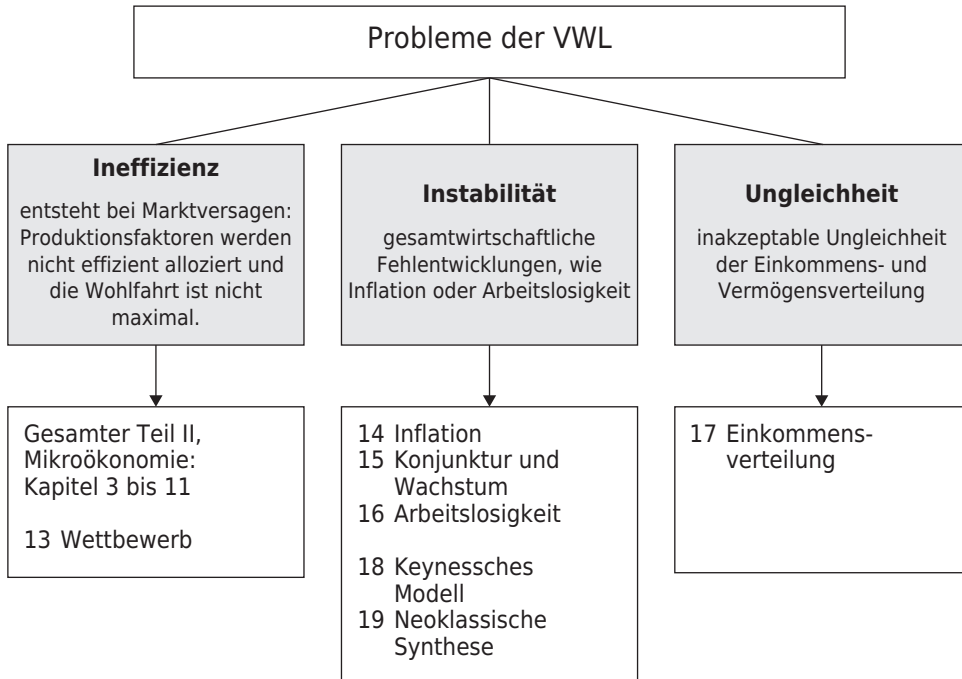 Probleme der VWL
Ineffizienz
entsteht bei Marktversagen:
Produktionsfaktoren werden
nicht effizient alloziert und
die Wohlfahrt ist nicht
maximal.
Instabilität
gesamtwirtschaftliche
Fehlentwicklungen, wie
Inflation oder Arbeitslosigkeit
Ungleichheit
inakzeptable Ungleichheit
der Einkommens- und
Vermögensverteilung
Gesamter Teil II,
Mikroökonomie:
Kapitel 3 bis 11
13 Wettbewerb
14 Inflation
15 Konjunktur und
Wachstum
16 Arbeitslosigkeit
18 Keynessches
Modell
19 Neoklassische
Synthese
17 Einkommens-
verteilung